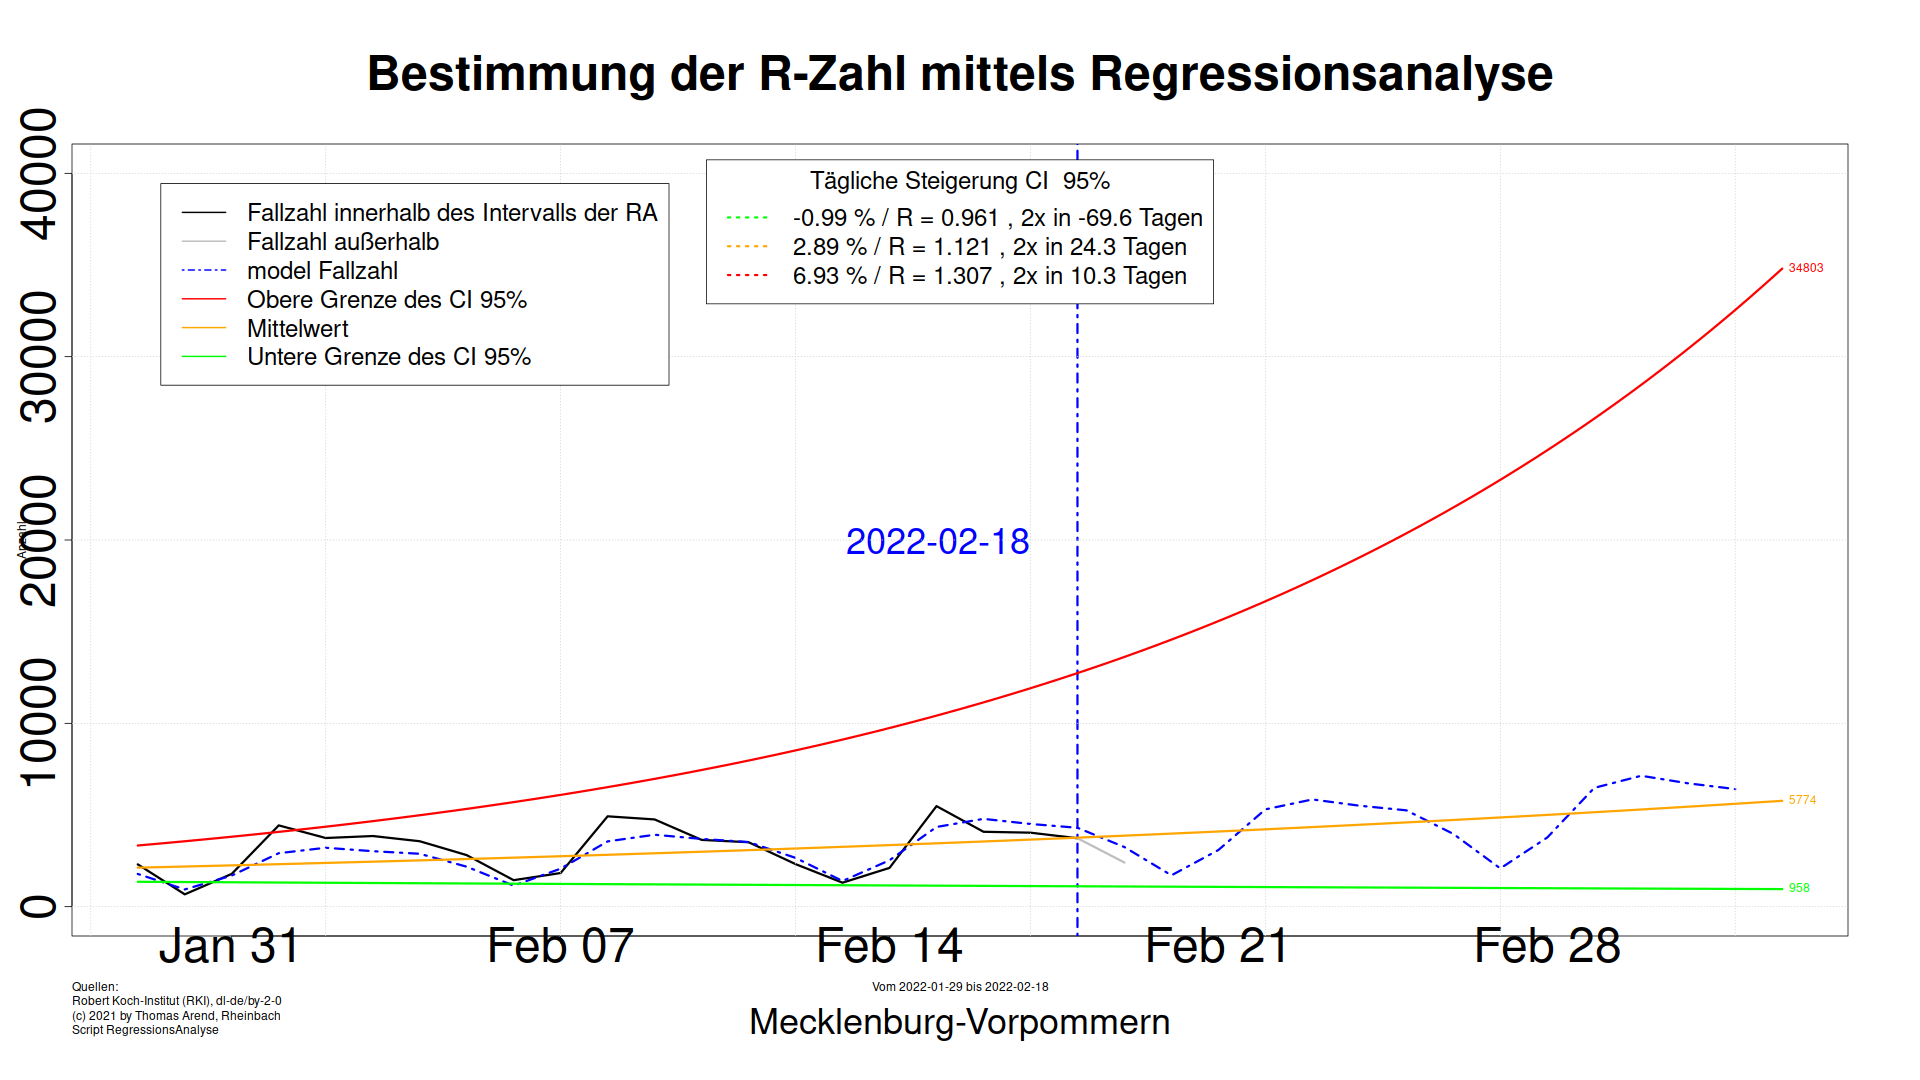 Bestimmung der R-Zahl mittels Regressionsanalyse
40000
30000
20000
10000
0
Anzahl
Fallzahl innerhalb des Intervalls der RA
Fallzahl außerhalb
model Fallzahl
Obere Grenze des CI 95%
Mittelwert
Untere Grenze des CI 95%
Tägliche Steigerung CI  95%
-0.99 % / R = 0.961 , 2x in -69.6 Tagen
2.89 % / R = 1.121 , 2x in 24.3 Tagen
6.93 % / R = 1.307 , 2x in 10.3 Tagen
34803
2022-02-18
5774
958
Jan 31
Feb 07
Feb 14
Feb 21
Feb 28
Quellen:
Robert Koch-Institut (RKI), dl-de/by-2-0
(c) 2021 by Thomas Arend, Rheinbach
Script RegressionsAnalyse
Vom 2022-01-29 bis 2022-02-18
Mecklenburg-Vorpommern